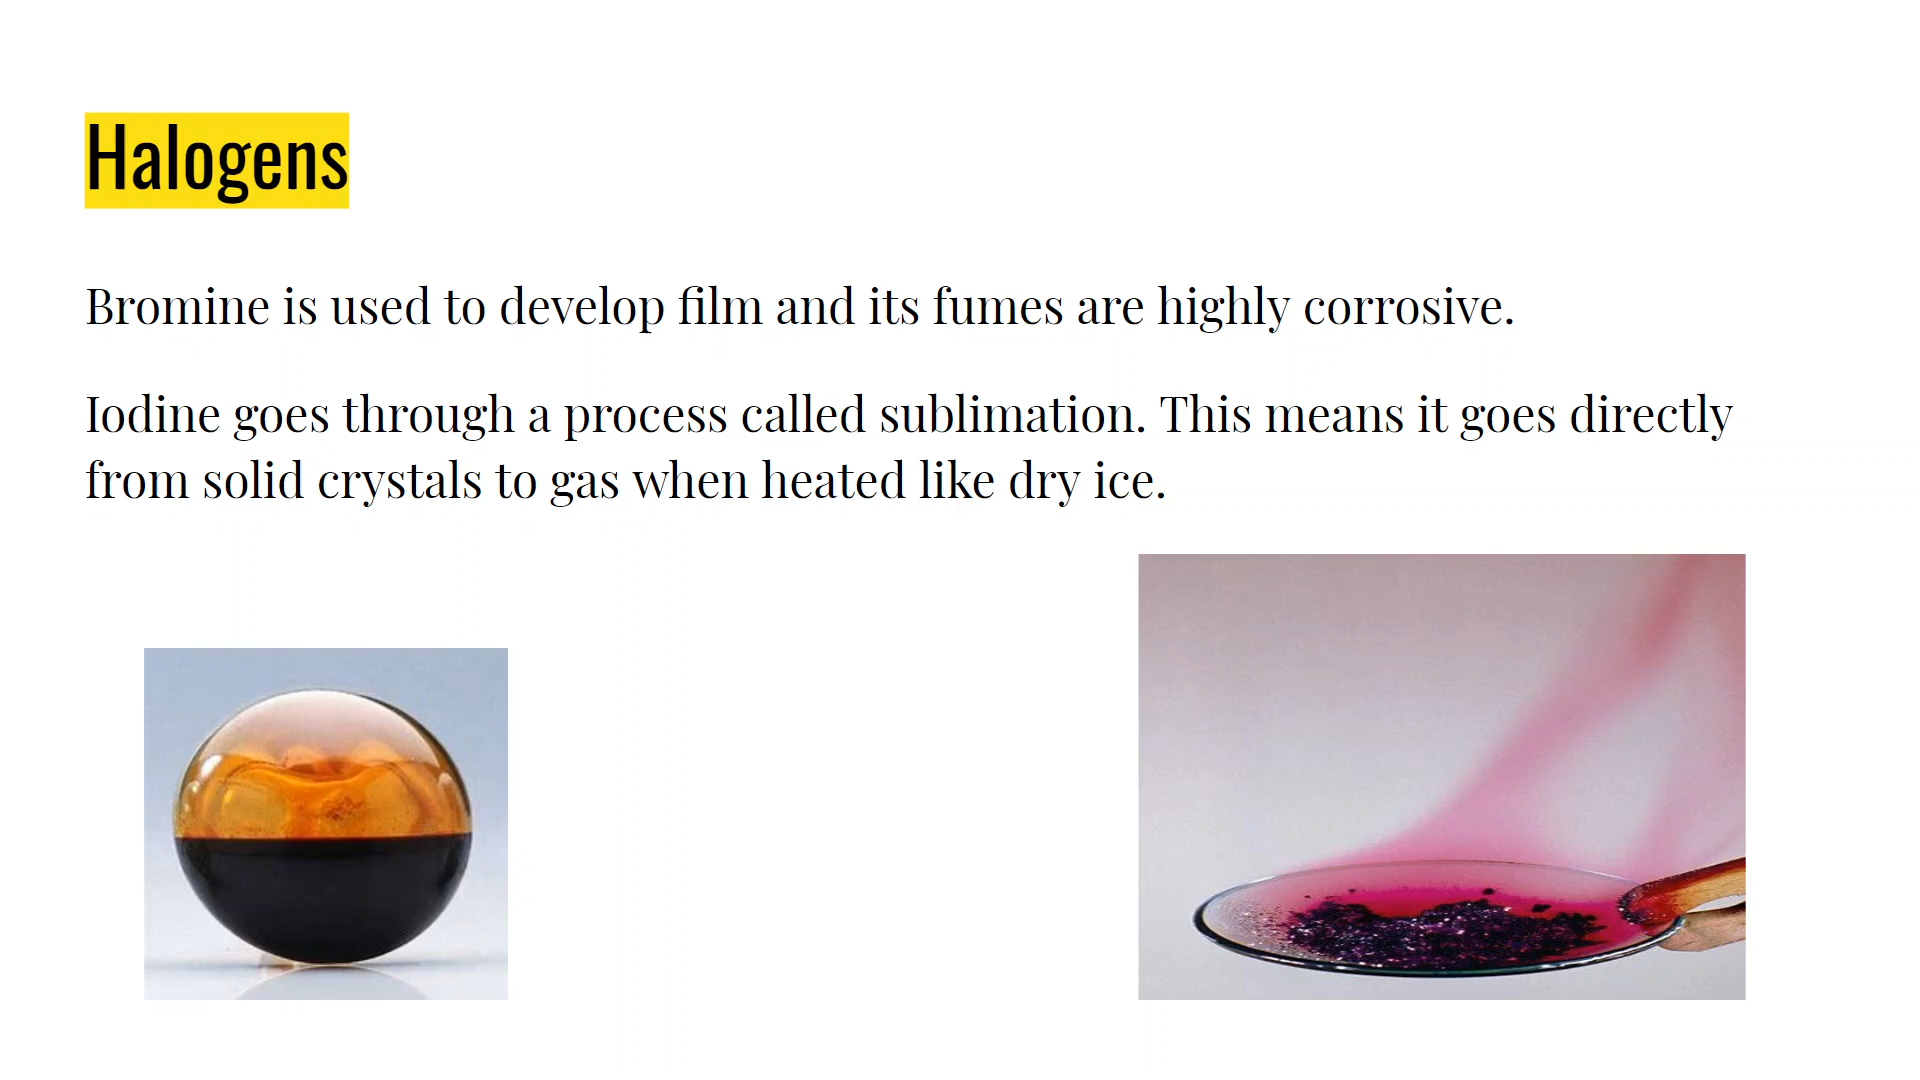 Halogens
Bromine is used to develop film and its fumes are highly corrosive.
Iodine goes through a process called sublimation. This means it goes directly
from solid crystals to gas when heated like dry ice.